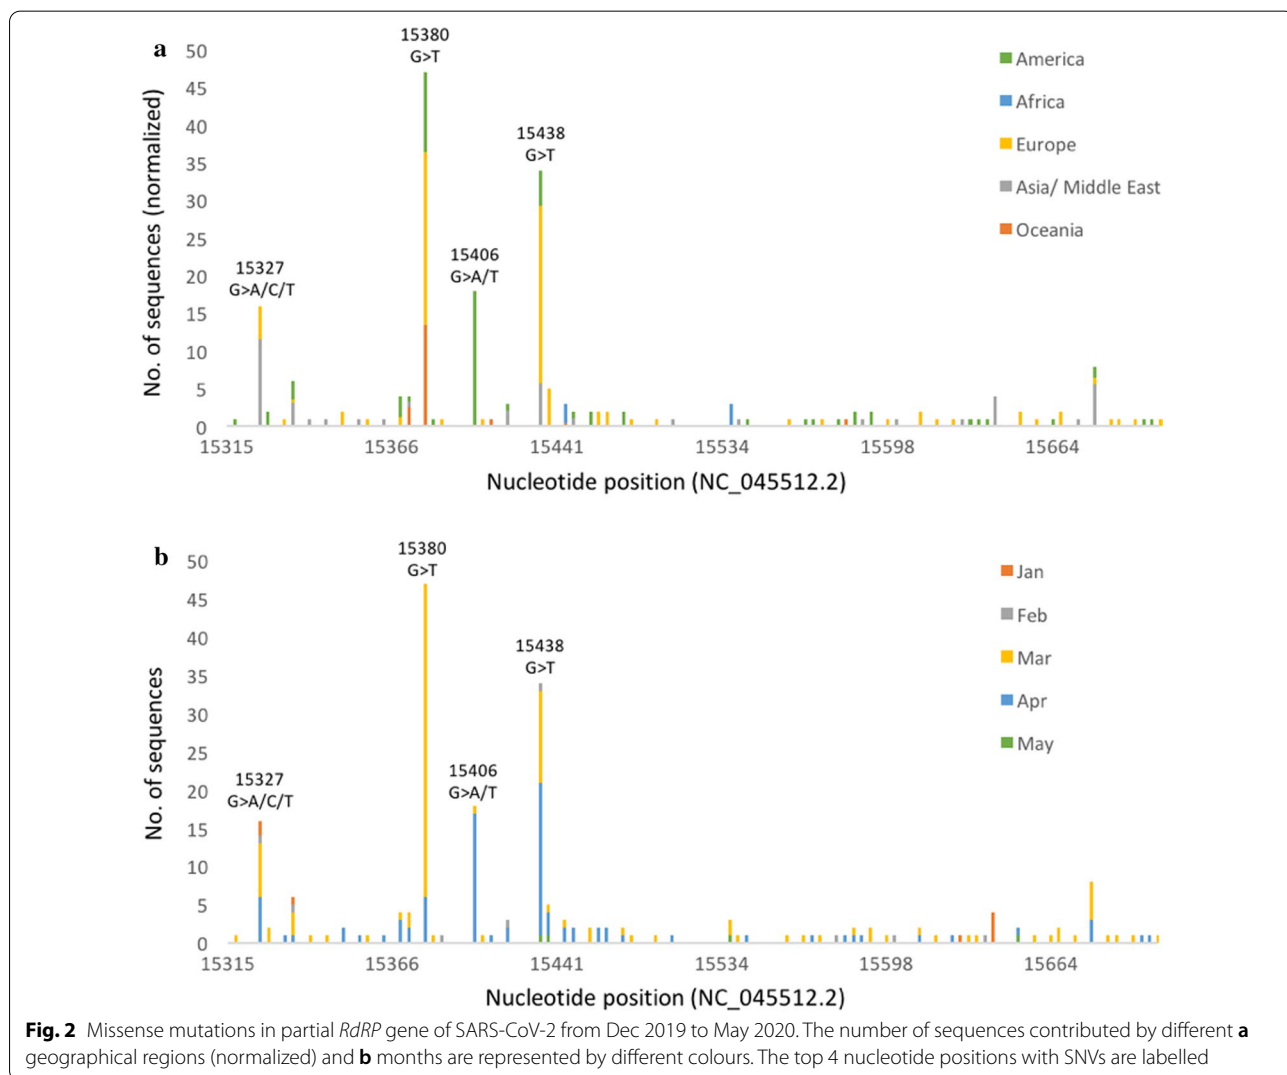 a
50
45
40
35
30
25
20
15
10
5
0
No. of sequences (normalized)
15380
G>T
15438
G>T
15406
G>A/T
15327
G>A/C/T
America
Africa
Europe
Asia/ Middle East
Oceania
15315 15366 15441 15534 15598 15664
Nucleotide position (NC_045512.2)
b
50
45
40
35
30
25
20
15
10
5
0
No. of sequences
15380
G>T
15438
G>T
15406
G>A/T
15327
G>A/C/T
Jan
Feb
Mar
Apr
May
15315 15366 15441 15534 15598 15664
Nucleotide position (NC_045512.2)
Fig. 2 Missense mutations in partial RdRP gene of SARS-CoV-2 from Dec 2019 to May 2020. The number of sequences contributed by different a
geographical regions (normalized) and b months are represented by different colours. The top 4 nucleotide positions with SNVs are labelled